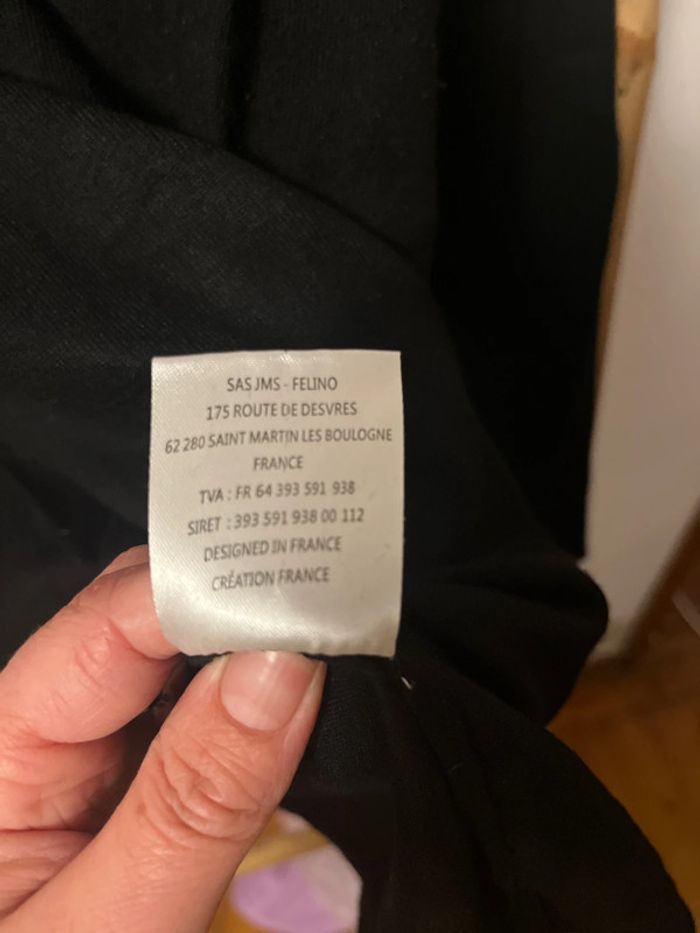 SAS JMS - FELINO
175 ROUTE DE DESVRES
62 280 SAINT MARTIN LES BOULOGNE
FRANCE
TVA : FR 64 393 591 938
SIRET : 393 591 938 00 112
DESIGNED IN FRANCE
CRÉATION FRANCE